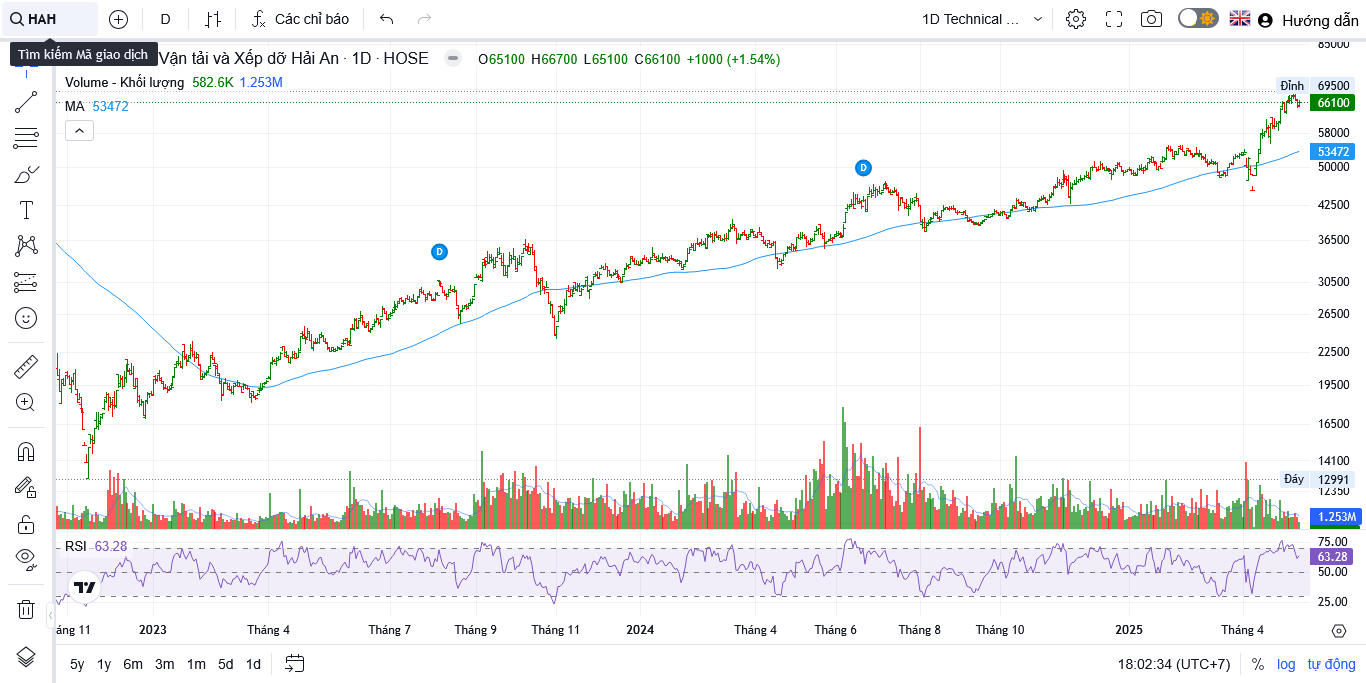 HAH
D
Các chỉ báo
1D Technical ...
Hướng dẫn
Tìm kiếm Mã giao dịch
Vận tải và Xếp dỡ Hải An · 1D · HOSE
O65100 H66700 L65100 C66100 +1000 (+1.54%)
Volume - Khối lượng 582.6K 1.253M
MA 53472
85000
Đỉnh 69500
66100
58000
53472
50000
42500
36500
30500
26500
22500
19500
16500
14100
Đáy 12991
12350
1.253M
D
D
RSI 63.28
75.00
63.28
50.00
25.00
áng 11 2023 Tháng 4 Tháng 7 Tháng 9 Tháng 11 2024 Tháng 4 Tháng 6 Tháng 8 Tháng 10 2025 Tháng 4
5y 1y 6m 3m 1m 5d 1d
18:02:34 (UTC+7) % log tự động